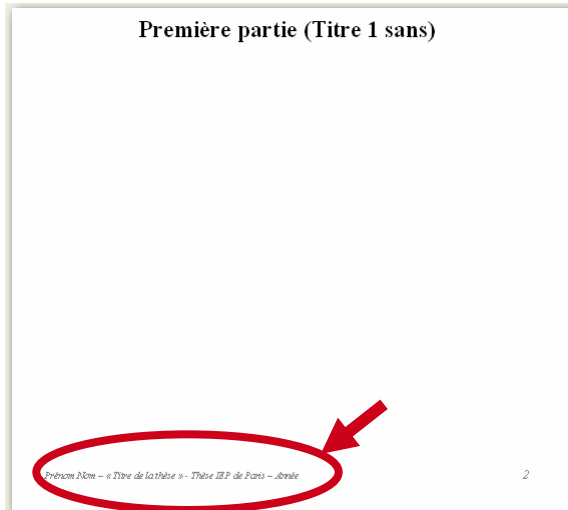 Première partie (Titre 1 sans)
Prénom Nom – « Titre de la thèse » - Thèse IEP de Paris – Année 2